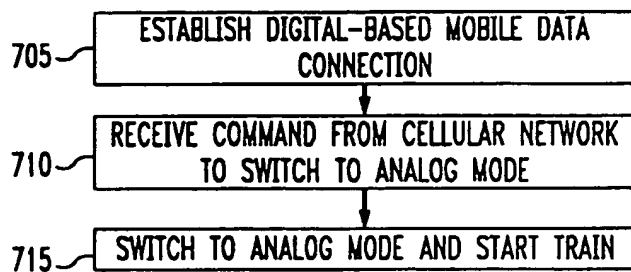 705
ESTABLISH DIGITAL-BASED MOBILE DATA
CONNECTION
710
RECEIVE COMMAND FROM CELLULAR NETWORK
TO SWITCH TO ANALOG MODE
715
SWITCH TO ANALOG MODE AND START TRAIN